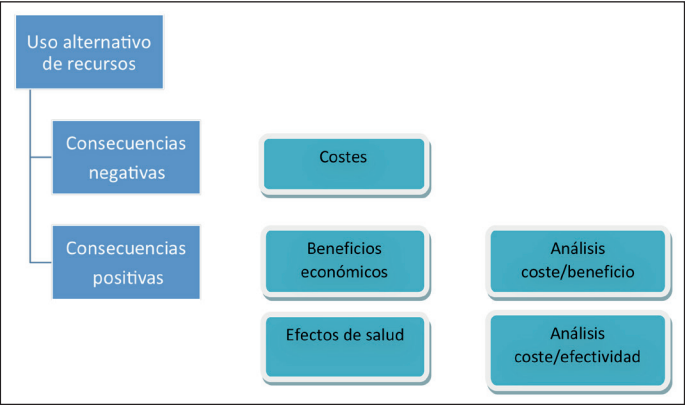 Uso alternativo
de recursos
Consecuencias
negativas
Costes
Consecuencias
positivas
Beneficios
económicos
Análisis
coste/beneficio
Efectos de salud
Análisis
coste/efectividad